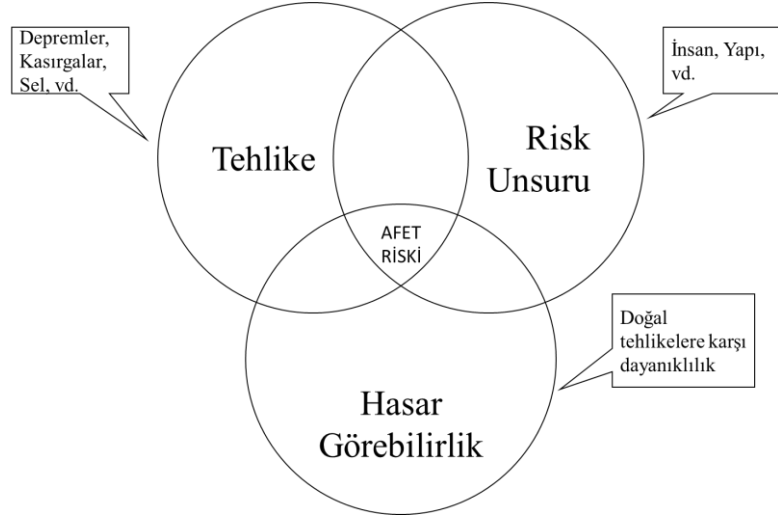 Depremler,
Kasırgalar,
Sel, vd.
İnsan, Yapı,
vd.
Tehlike
Risk
Unsuru
AFET
RİSKİ
Doğal
tehlikelere karşı
dayanıklılık
Hasar
Görebilirlik